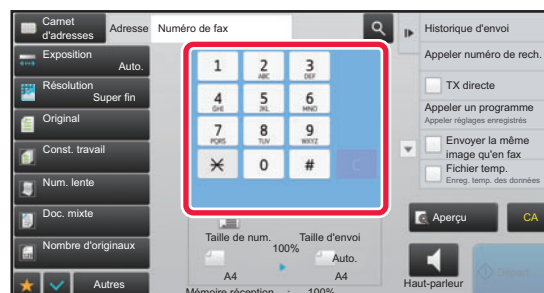 Carnet
d'adresses
Adresse
Numéro de fax
Exposition
Auto.
Résolution
Super fin
Original
Const. travail
Num. lente
Doc. mixte
Nombre d'originaux
Autres
1
2
ABC
3
DEF
4
GHI
5
JKL
6
MNO
7
PQRS
8
TUV
9
WXYZ
0
#
C
Taille de num.
Taille d'envoi
100%
Auto.
A4
A4
Mémoire réception : 100%
Historique d'envoi
Appeler numéro de rech.
TX directe
Appeler un programme
Appeler réglages enregistrés
Envoyer la même
image qu'en fax
Fichier temp.
Enreg. temp. des données
Aperçu
CA
Haut-parleur
Départ